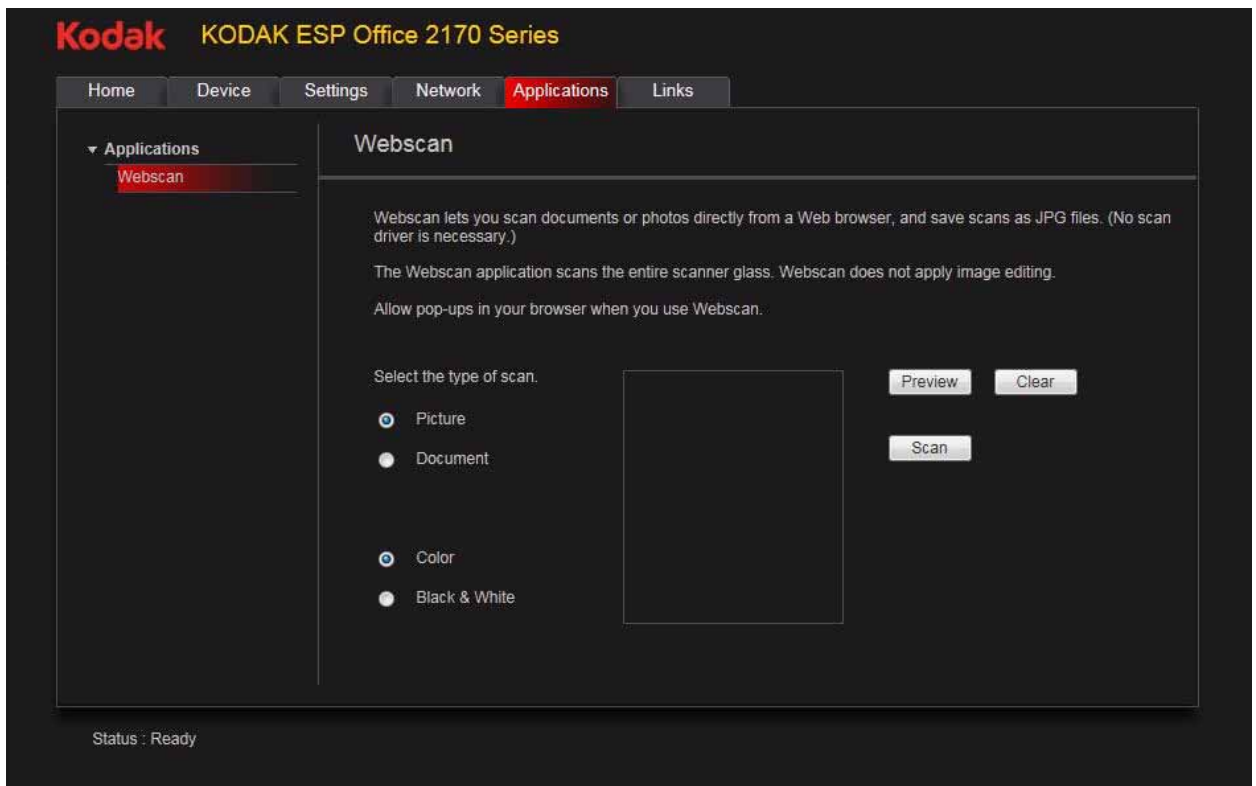 Kodak KODAK ESP Office 2170 Series
Home Device Settings Network Applications Links
Applications
Webscan
Webscan
Webscan lets you scan documents or photos directly from a Web browser, and save scans as JPG files. (No scan
driver is necessary.)
The Webscan application scans the entire scanner glass. Webscan does not apply image editing.
Allow pop-ups in your browser when you use Webscan.
Select the type of scan.
Picture
Document
Color
Black & White
Preview Clear
Scan
Status : Ready